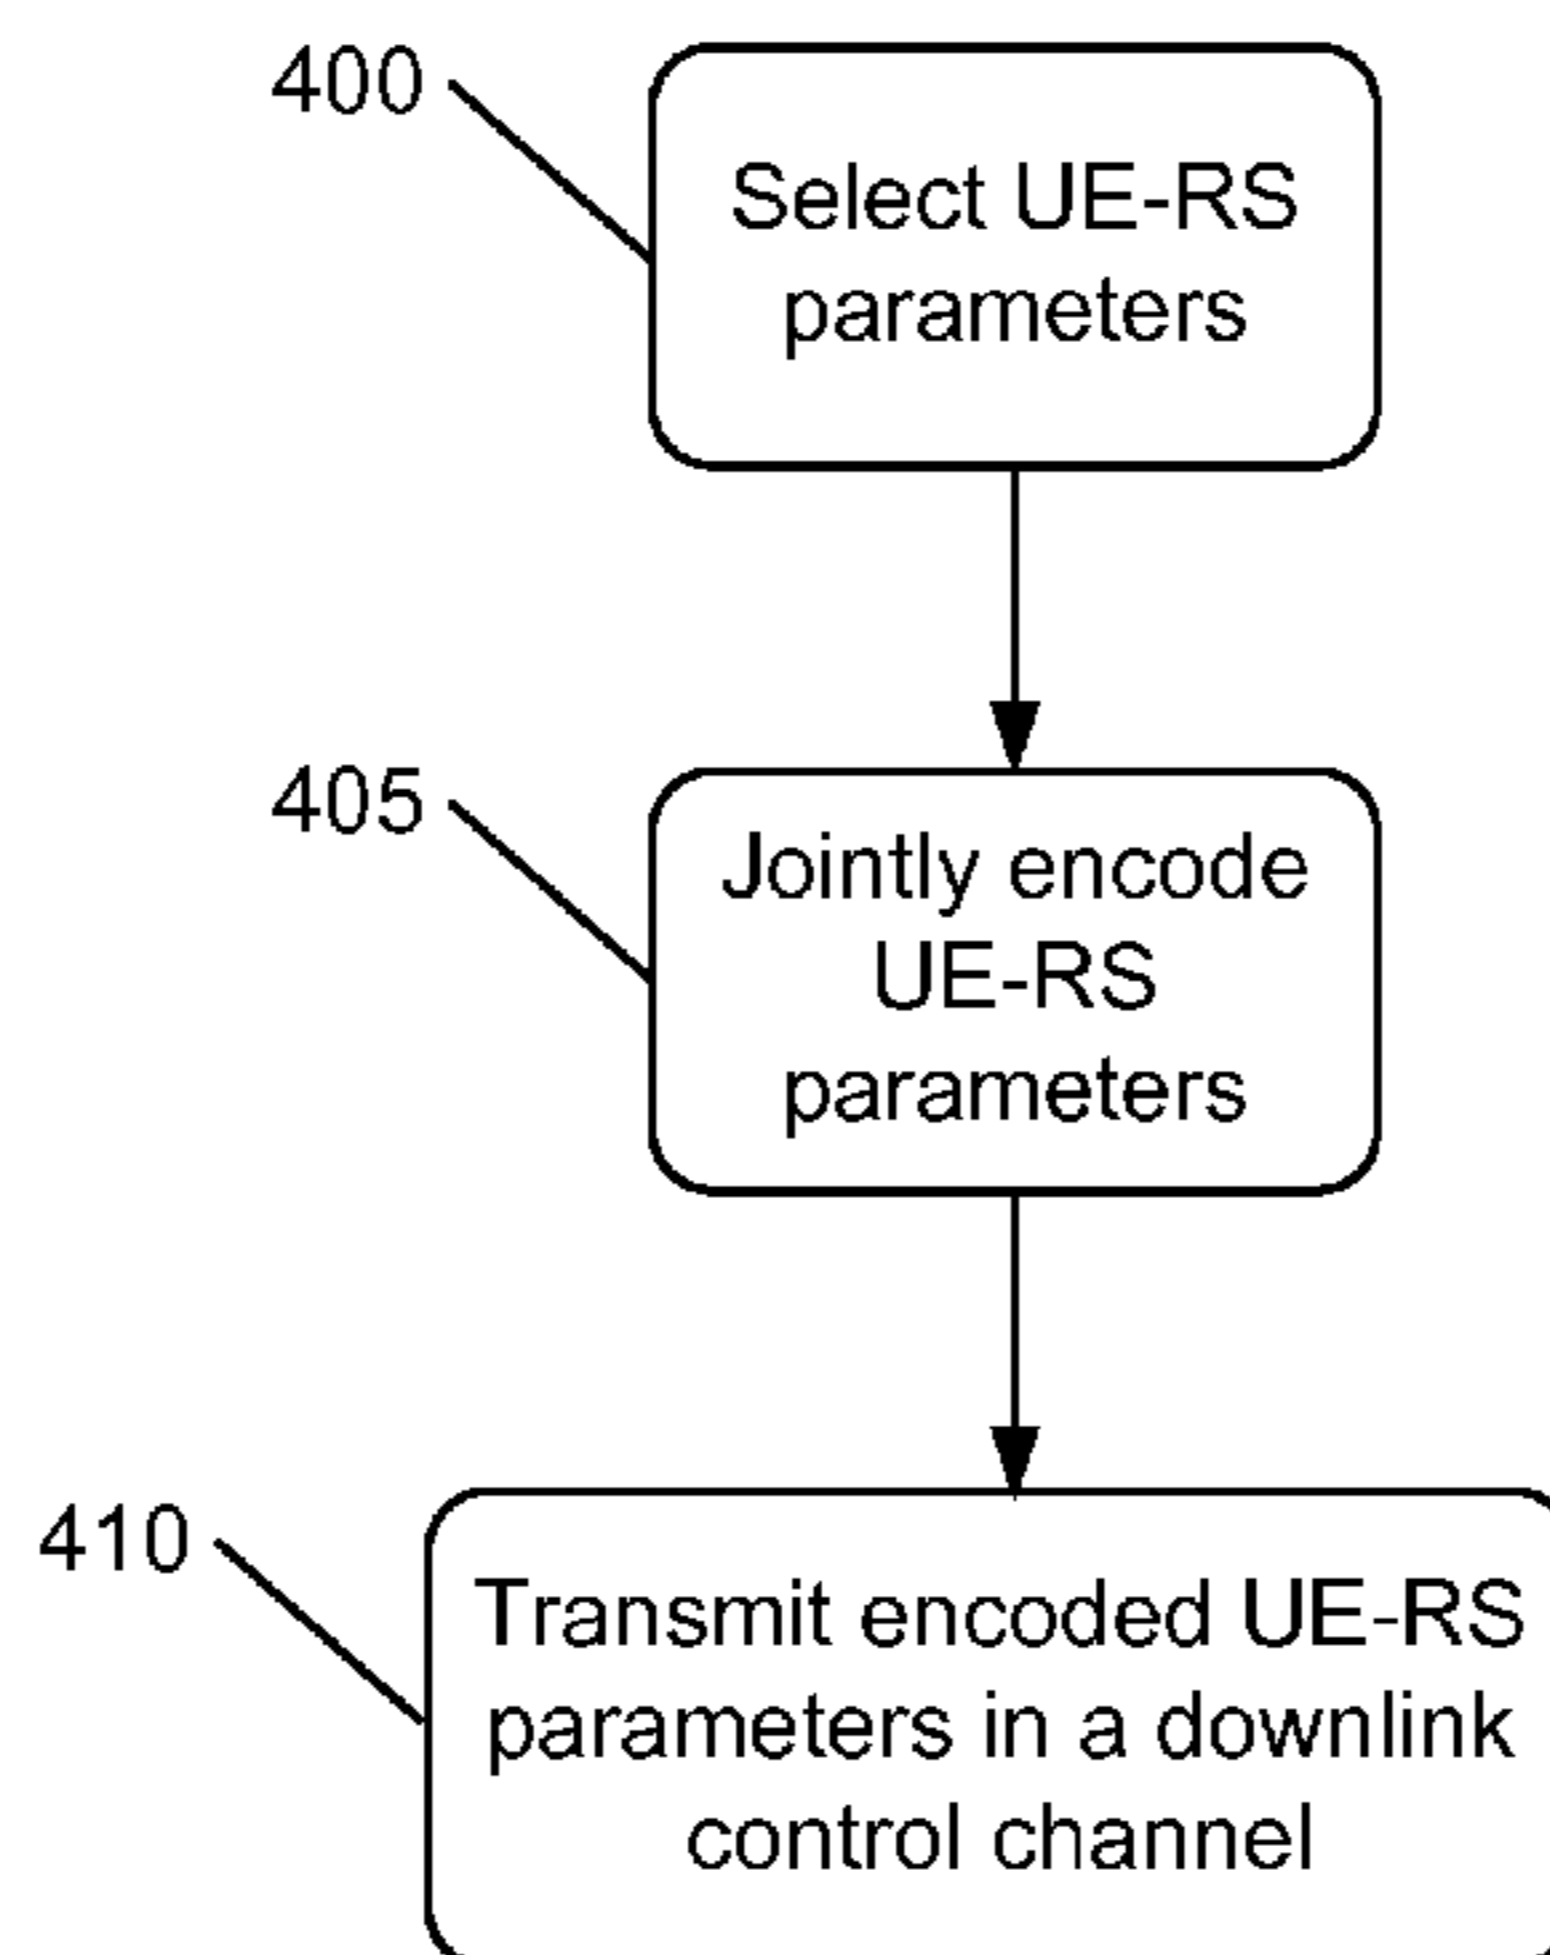 400
Select UE-RS
parameters
405
Jointly encode
UE-RS
parameters
410
Transmit encoded UE-RS
parameters in a downlink
control channel